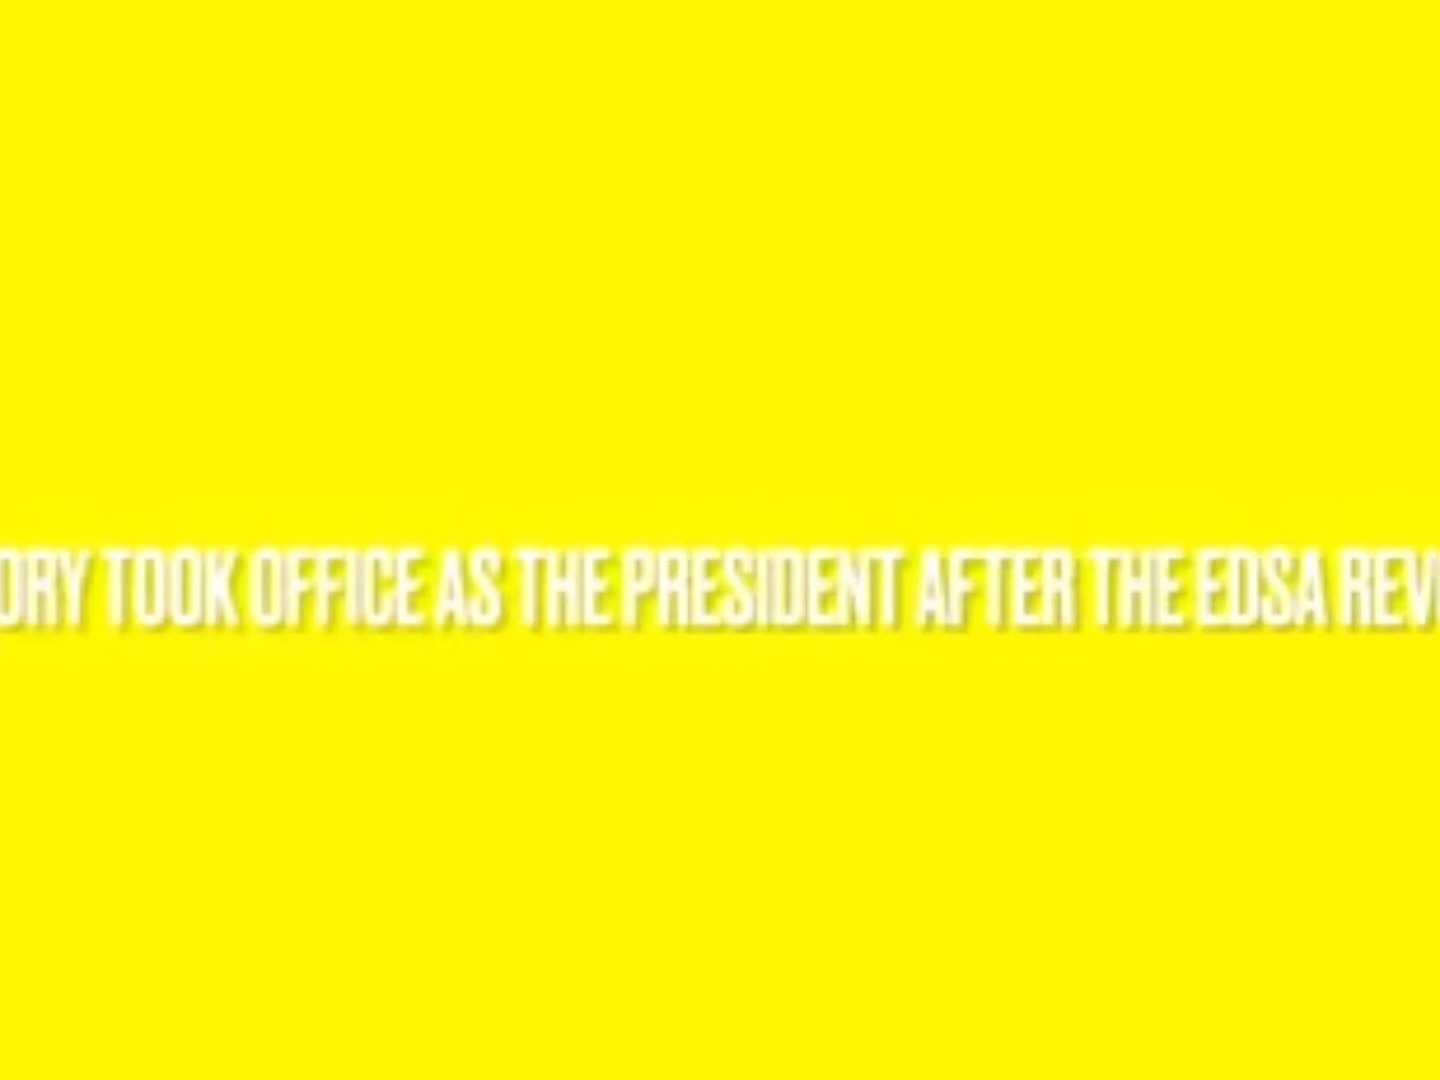 ORY TOOK OFFICE AS THE PRESIDENT AFTER THE EDSA REV